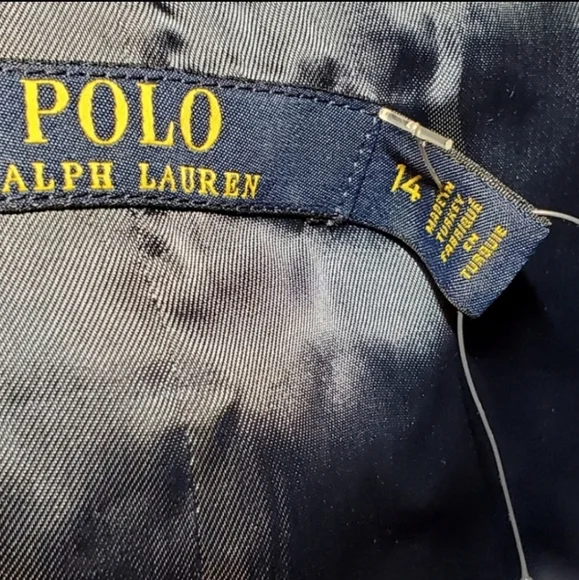 POLO
ALPH LAUREN
14
MADE IN
TURKEY
FABRIQUÉ
EN
TURQUIE